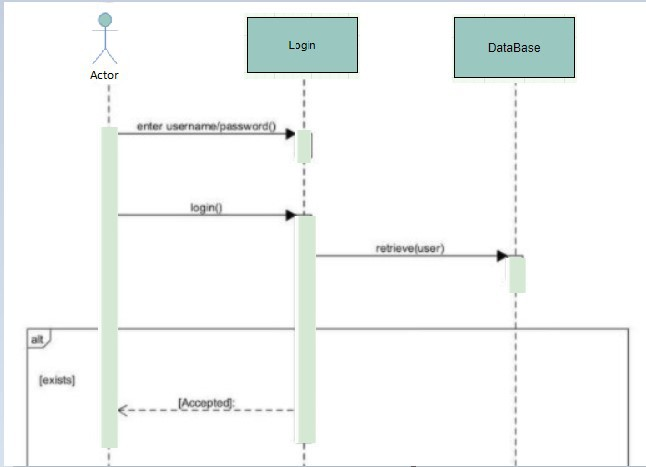 Actor
Login
DataBase
enter username/password()
login()
retrieve(user)
alt
[exists]
[Accepted]: